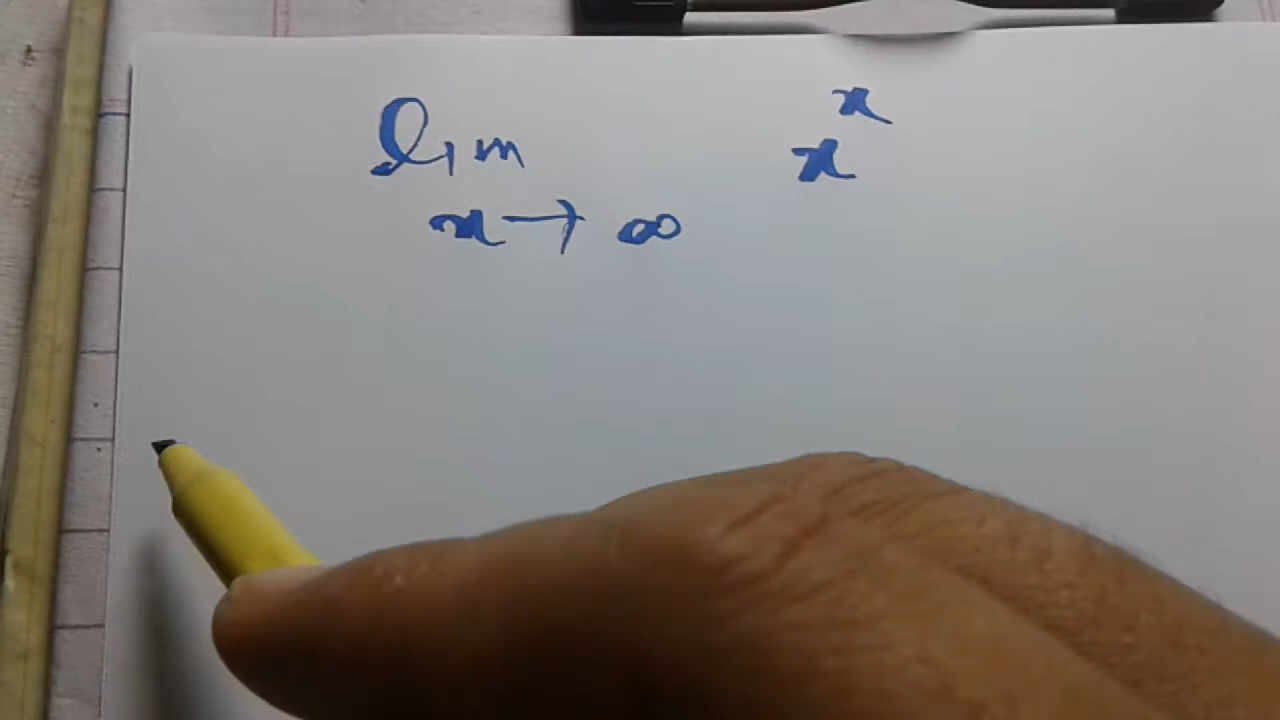 lim x^x
x → ∞